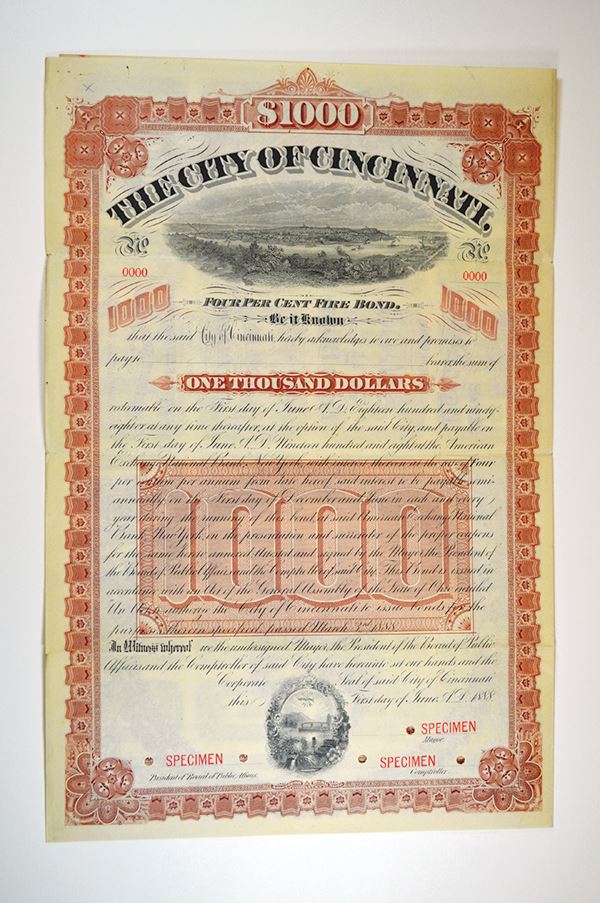 $1000
THE CITY OF CINCINNATI.
No No
0000 0000
1000 FOUR PER CENT FIRE BOND. 1000
Be it Known
that the said City of Cincinnati, hereby acknowledges to owe and promises to
pay to bearer, the sum of
ONE THOUSAND DOLLARS
redeemable on the First day of June A.D. Eighteen hundred and ninety-
eight or at any time thereafter, at the option of the said City, and payable on
the First day of June, A.D. Nineteen hundred and eight at the American
Exchange National Bank, New York, with interest thereon at the rate of Four
per centum per annum from date hereof, said interest to be payable semi-
annually on the First day of December and June in each and every
year during the running of this bond at said American Exchange National
Bank, New York, on the presentation and surrender of the proper coupons
for the same hereto annexed, and signed by the Mayor, the President of
the Board of Public Affairs and the Comptroller of said City. This Bond is issued in
accordance with an Act of the General Assembly of the State of Ohio entitled
An Act to authorize the City of Cincinnati to issue bonds for the
purposes therein specified, passed March 2nd 1888
1000
In Witness whereof we the undersigned Mayor, the President of the Board of Public
Affairs and the Comptroller of said City have hereunto set our hands and the
Corporate Seal of said City of Cincinnati
this First day of June, A.D. 1888
SPECIMEN
Mayor.
SPECIMEN SPECIMEN
President of Board of Public Affairs. Comptroller.